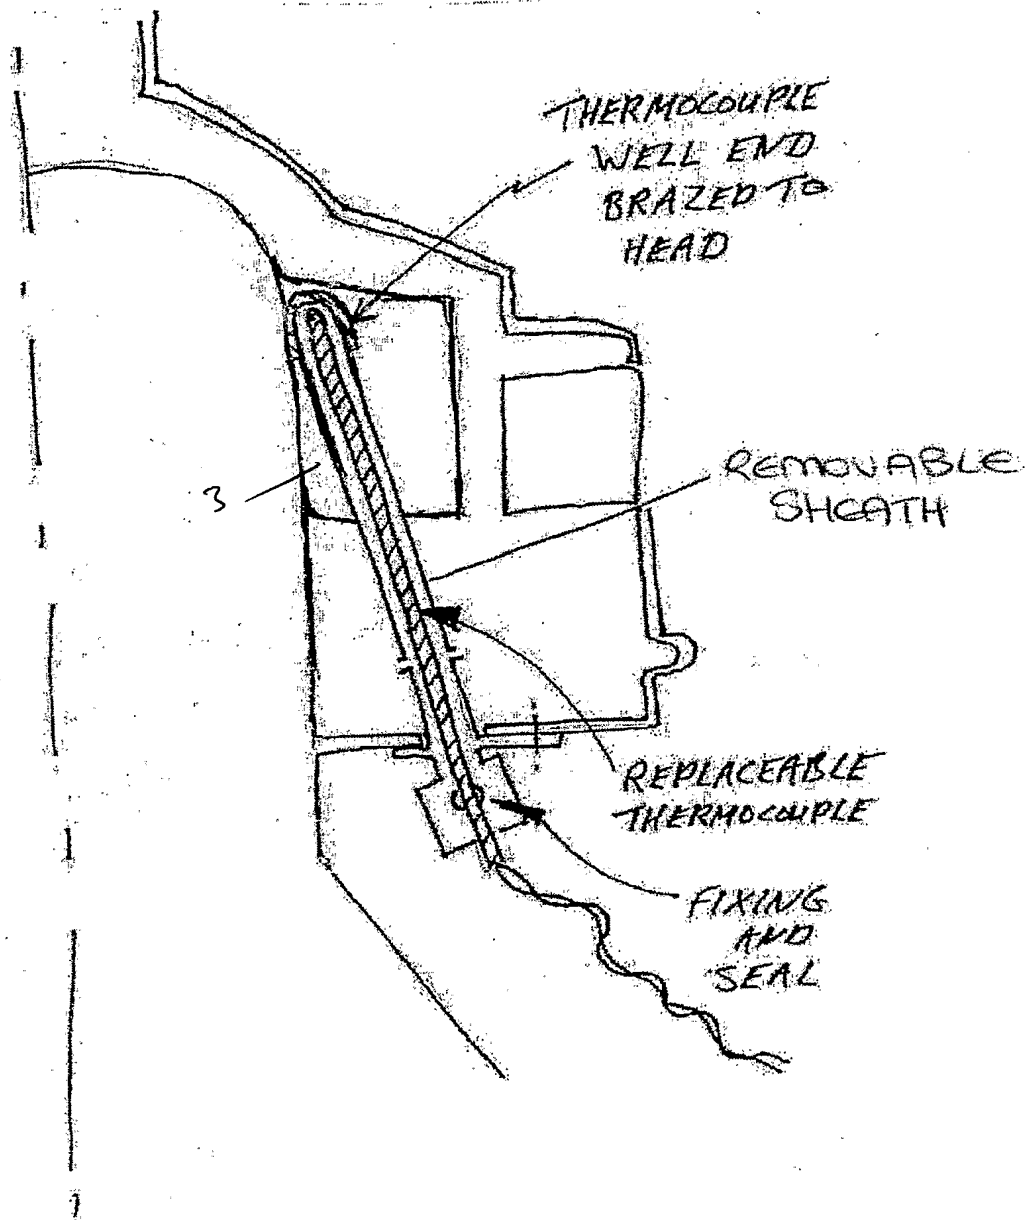 THERMOCOUPLE
WELL END
BRAZED TO
HEAD
3
REMOVABLE
SHEATH
REPLACEABLE
THERMOCOUPLE
FIXING
AND
SEAL